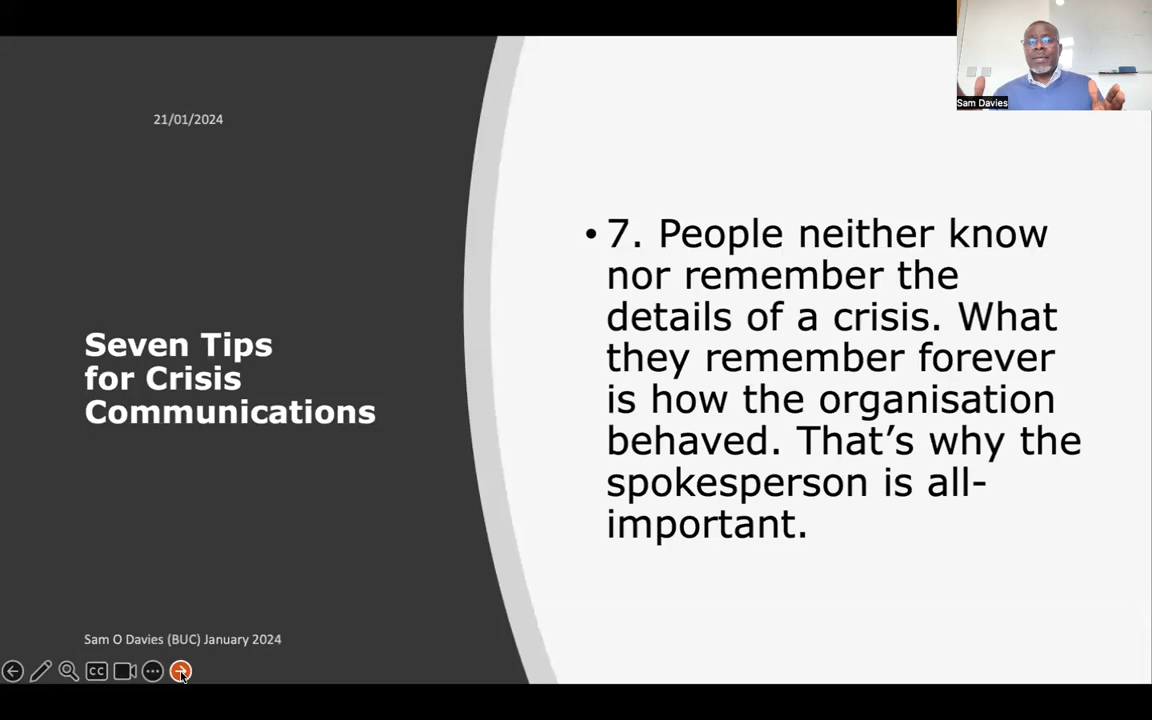 21/01/2024
Seven Tips
for Crisis
Communications
Sam O Davies (BUC) January 2024
CC
Sam Davies
• 7. People neither know
nor remember the
details of a crisis. What
they remember forever
is how the organisation
behaved. That’s why the
spokesperson is all-
important.